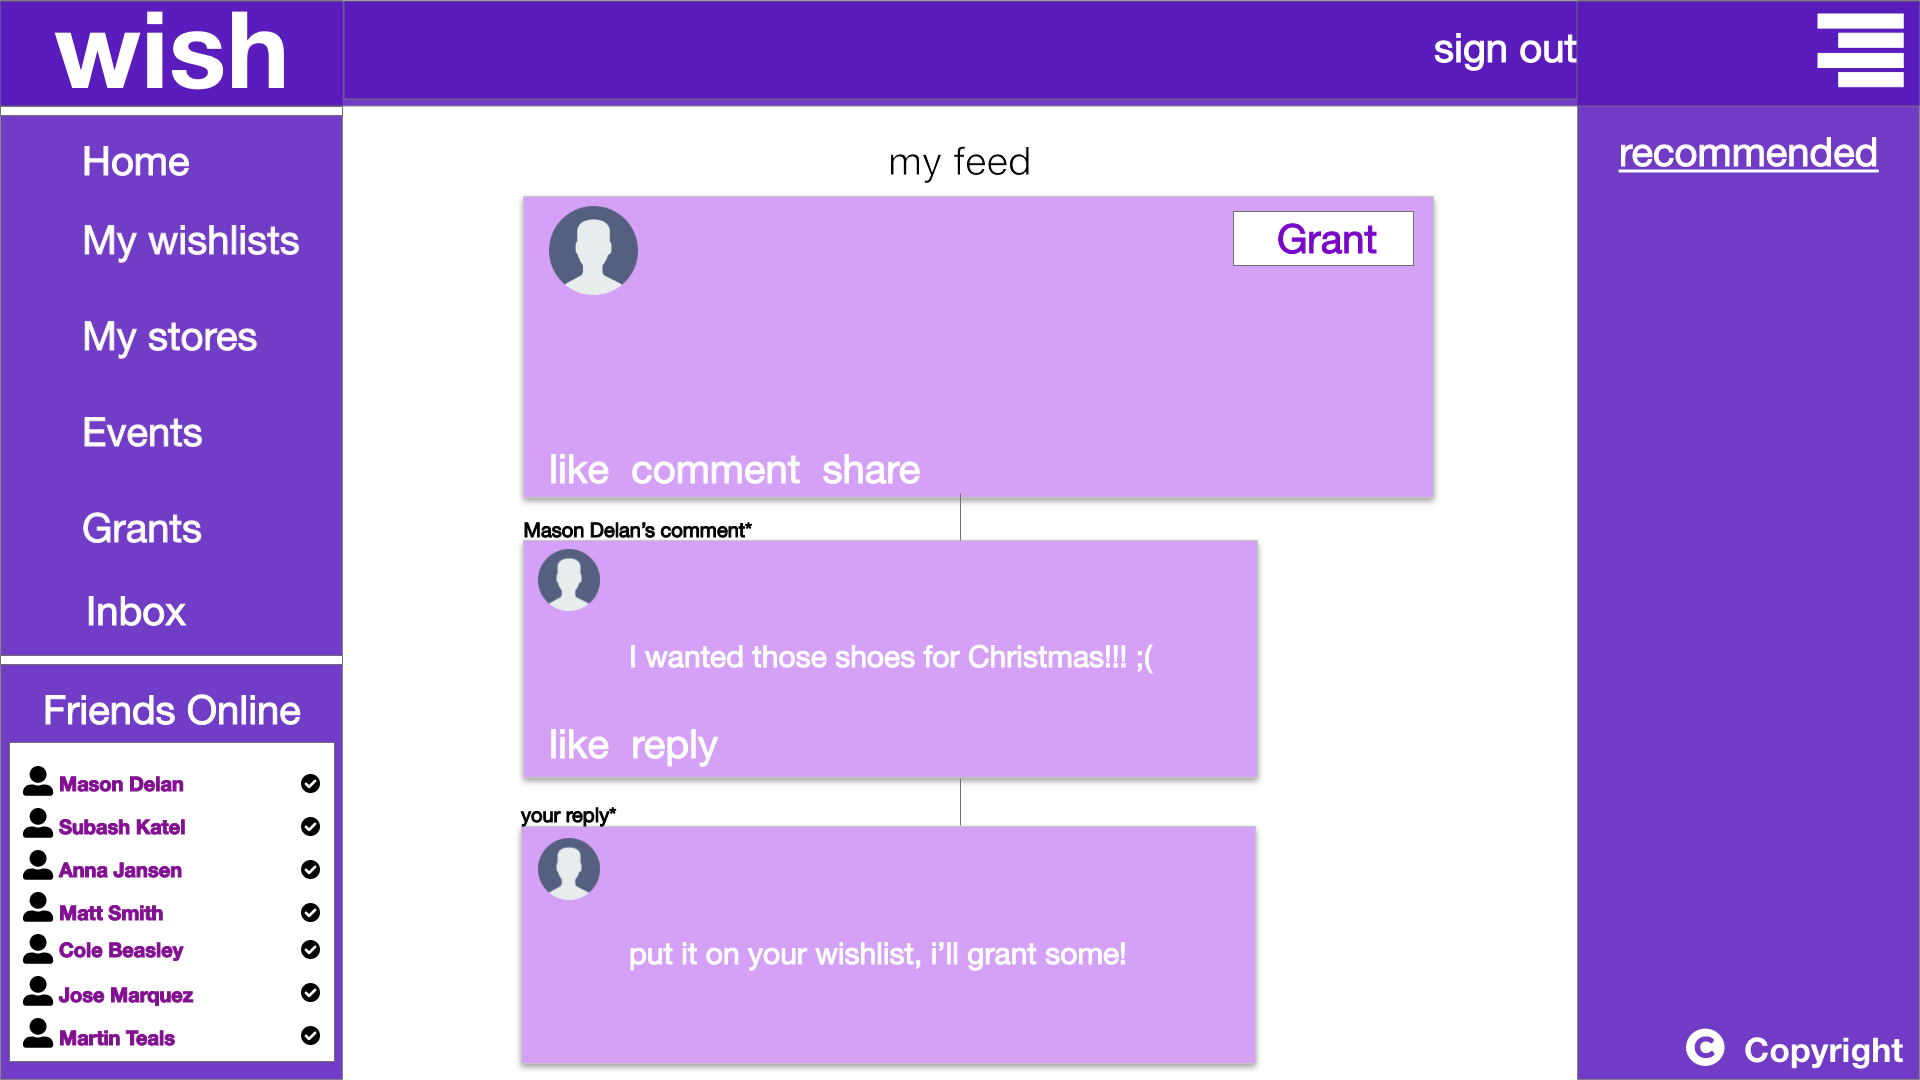 wish
sign out
Home
My wishlists
My stores
Events
Grants
Inbox
Friends Online
Mason Delan
Subash Katel
Anna Jansen
Matt Smith
Cole Beasley
Jose Marquez
Martin Teals
my feed
Grant
like comment share
Mason Delan’s comment*
I wanted those shoes for Christmas!!! ;(
like reply
your reply*
put it on your wishlist, i’ll grant some!
recommended
© Copyright